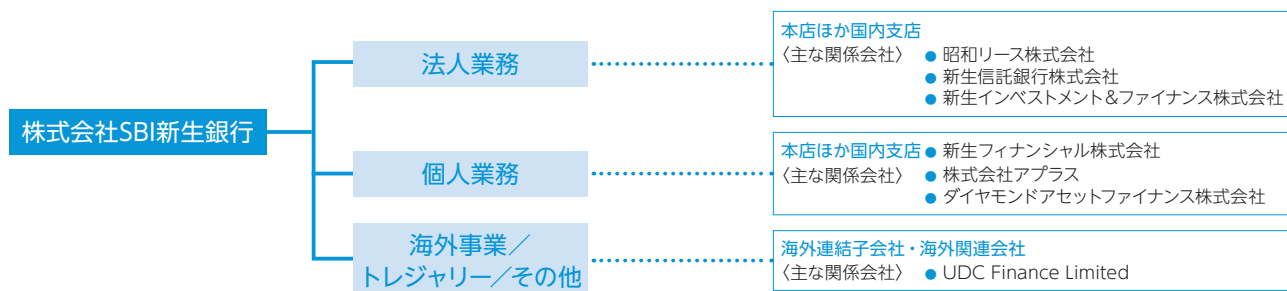 株式会社SBI新生銀行
法人業務
本店ほか国内支店
〈主な関係会社〉 ● 昭和リース株式会社
● 新生信託銀行株式会社
● 新生インベストメント&ファイナンス株式会社
個人業務
本店ほか国内支店 ● 新生フィナンシャル株式会社
〈主な関係会社〉 ● 株式会社アプラス
● ダイヤモンドアセットファイナンス株式会社
海外事業/
トレジャリー/その他
海外連結子会社・海外関連会社
〈主な関係会社〉 ● UDC Finance Limited